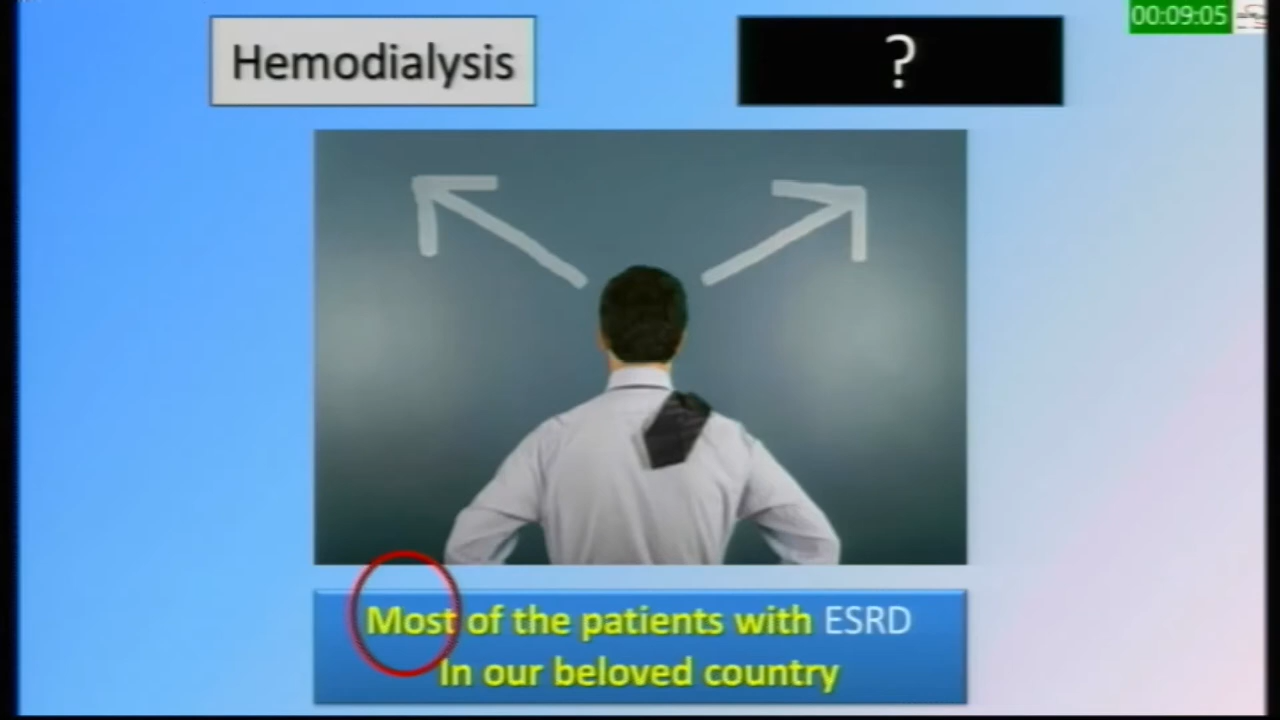 00:09:05
Hemodialysis
?
Most of the patients with ESRD
In our beloved country